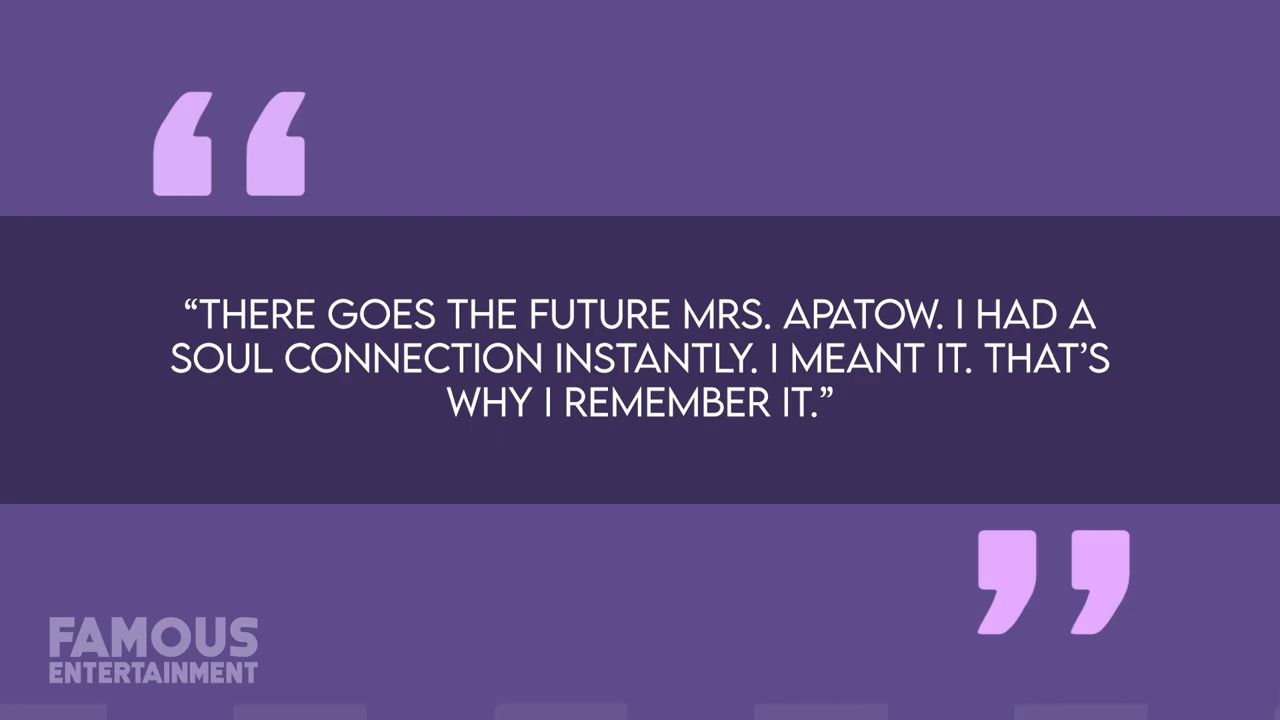 “THERE GOES THE FUTURE MRS. APATOW. I HAD A
SOUL CONNECTION INSTANTLY. I MEANT IT. THAT’S
WHY I REMEMBER IT.”
FAMOUS
ENTERTAINMENT